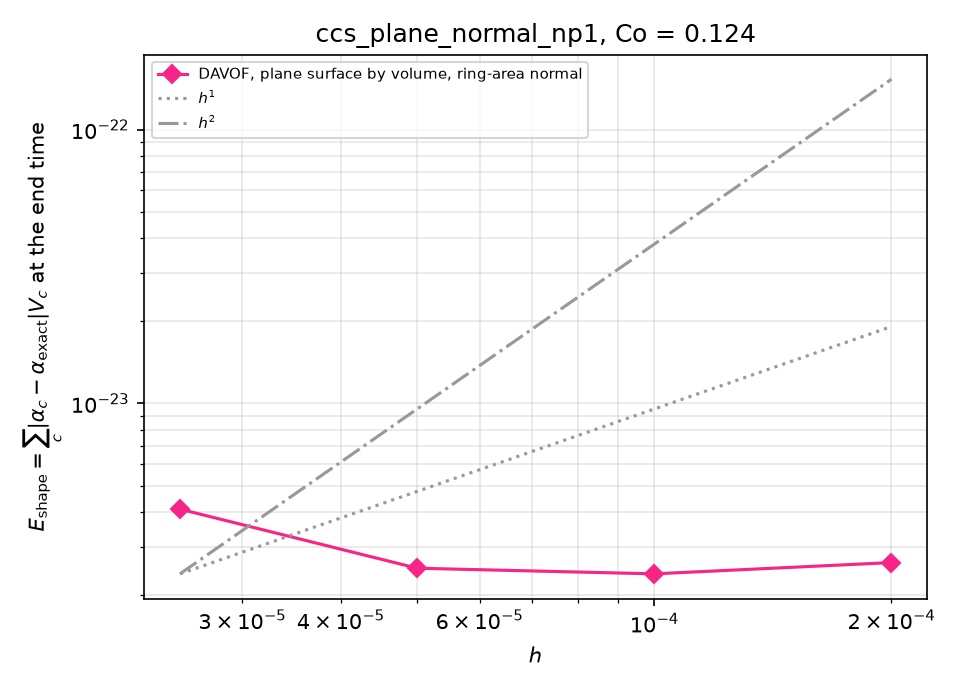 ccs_plane_normal_np1, Co = 0.124
DAVOF, plane surface by volume, ring-area normal
h¹
h²
E_shape = ∑_c |α_c − α_exact|V_c at the end time
10⁻²²
10⁻²³
3 × 10⁻⁵
4 × 10⁻⁵
6 × 10⁻⁵
10⁻⁴
2 × 10⁻⁴
h